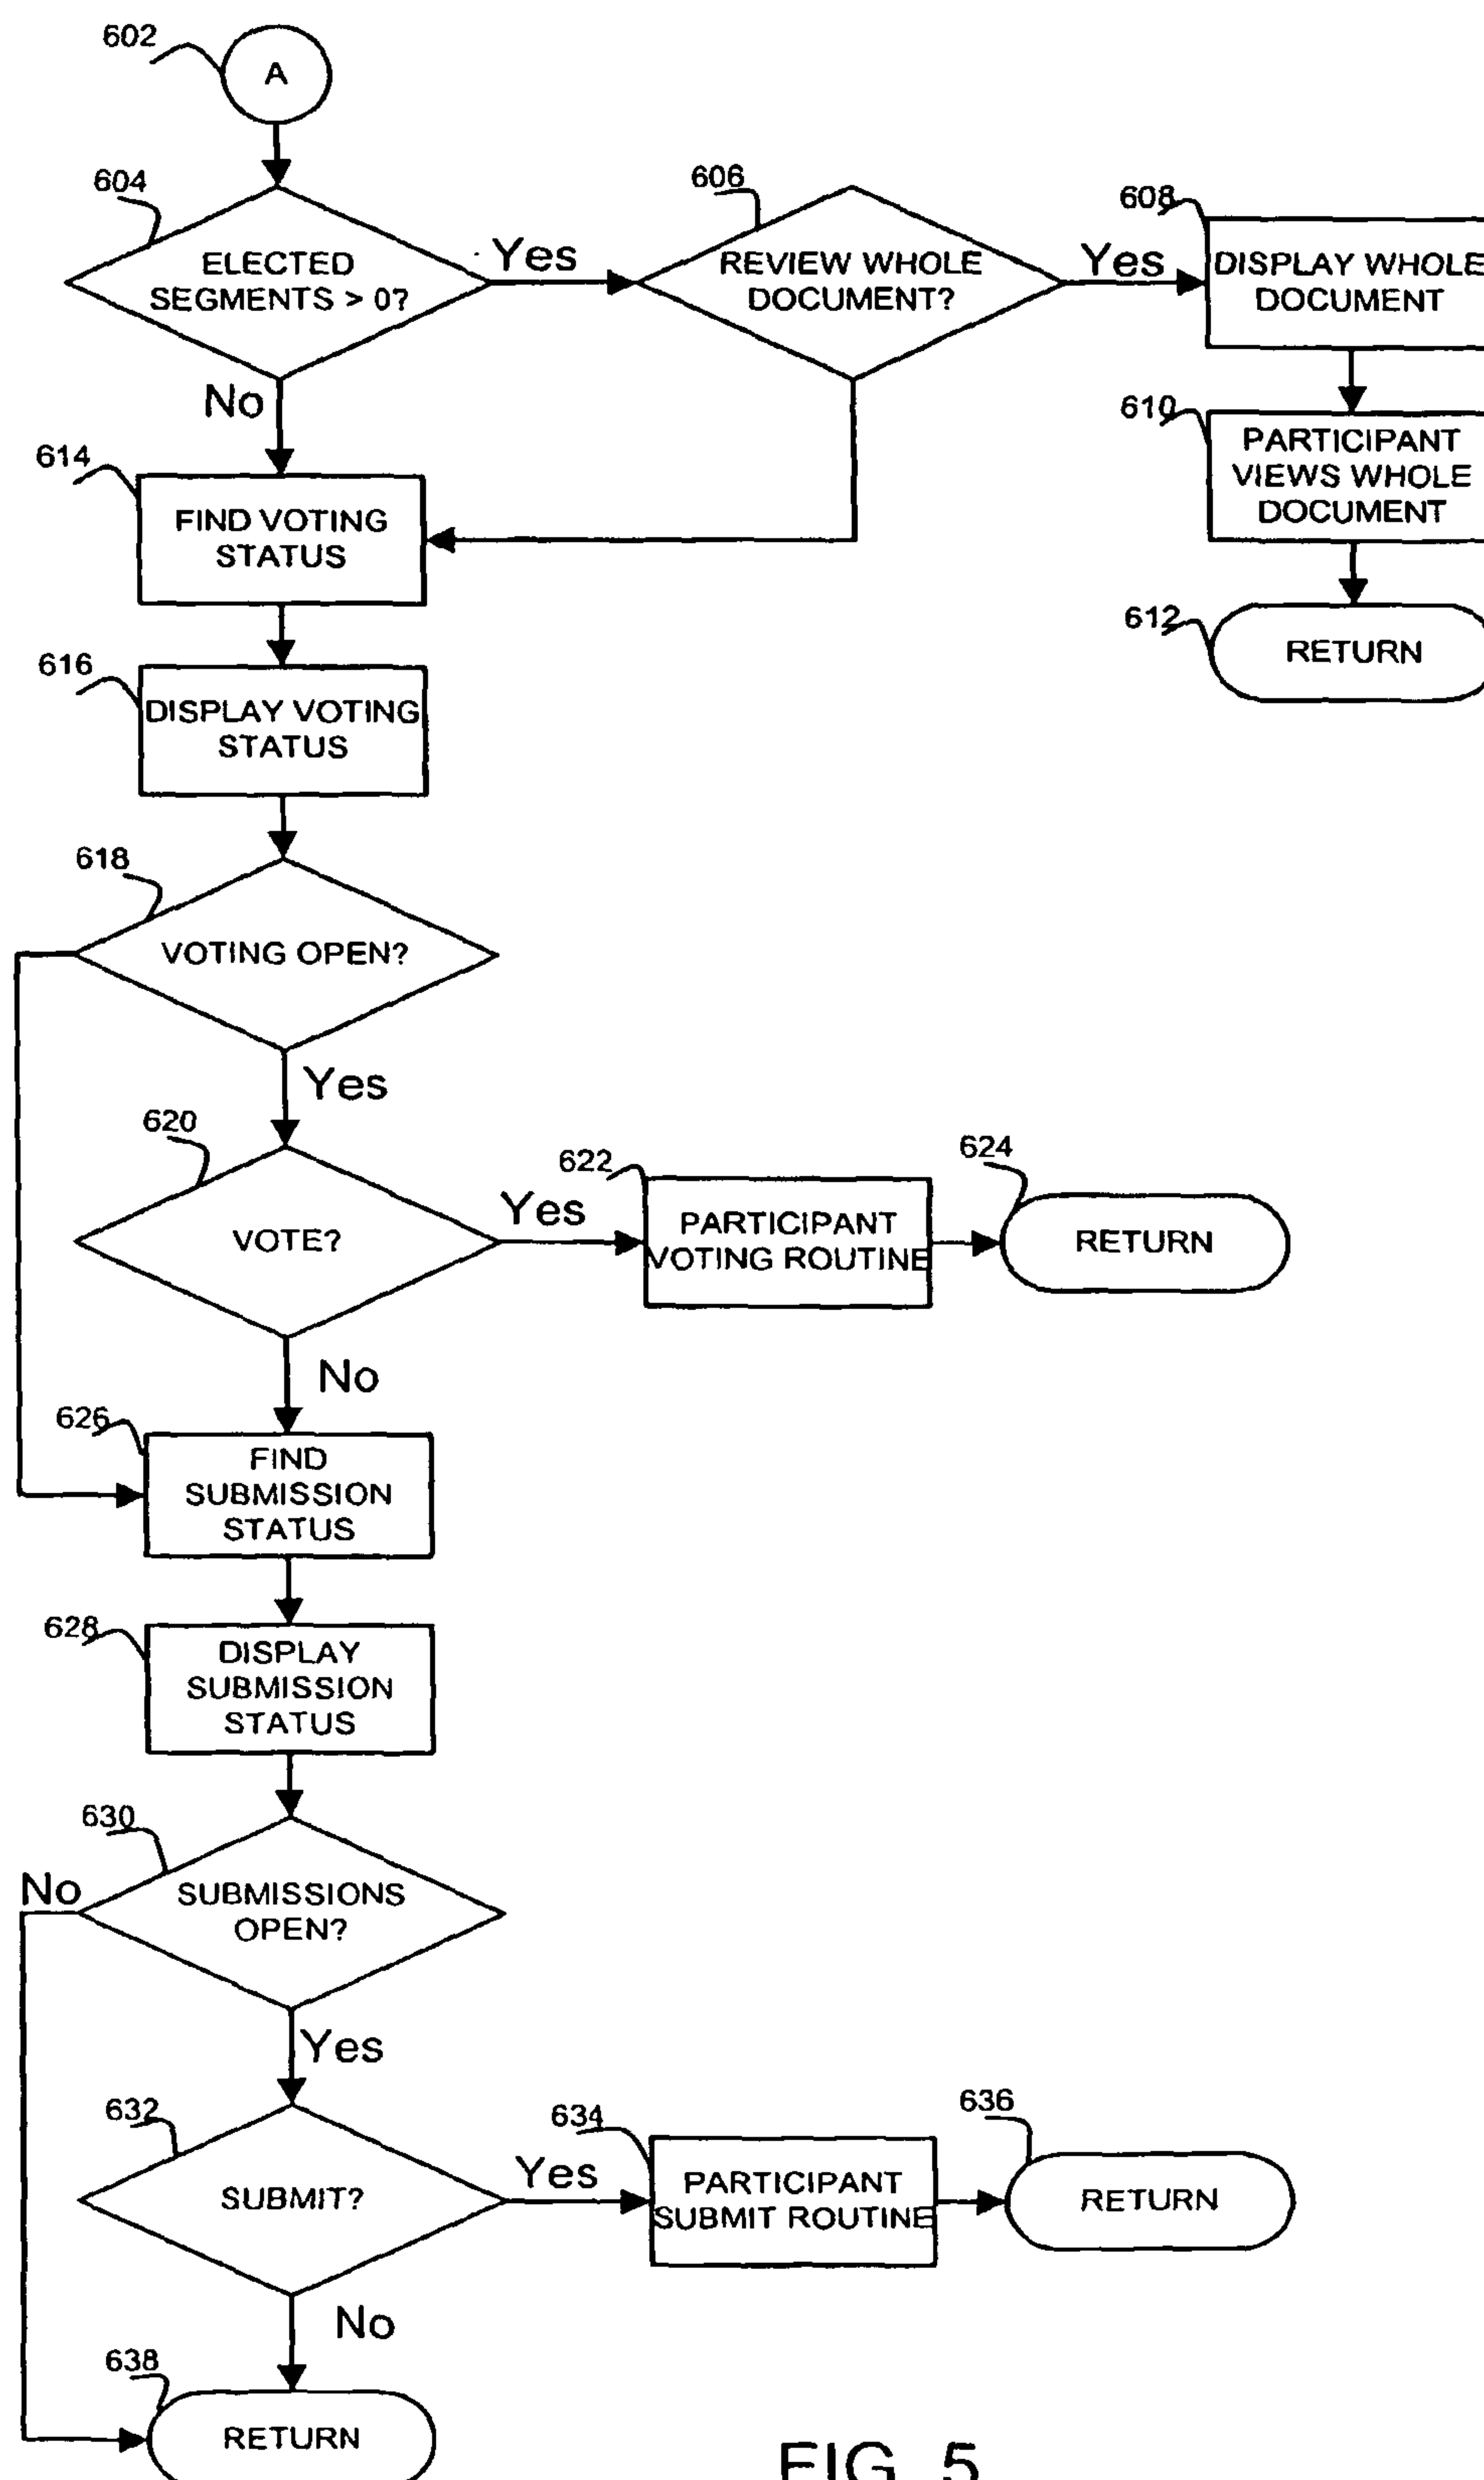 602
A
604
ELECTED
SEGMENTS > 0?
Yes
606
REVIEW WHOLE
DOCUMENT?
Yes
608
DISPLAY WHOLE
DOCUMENT
No
610
PARTICIPANT
VIEWS WHOLE
DOCUMENT
614
FIND VOTING
STATUS
612
RETURN
616
DISPLAY VOTING
STATUS
618
VOTING OPEN?
Yes
620
VOTE?
Yes
622
PARTICIPANT
VOTING ROUTINE
624
RETURN
No
626
FIND
SUBMISSION
STATUS
628
DISPLAY
SUBMISSION
STATUS
630
No
SUBMISSIONS
OPEN?
Yes
632
SUBMIT?
Yes
634
PARTICIPANT
SUBMIT ROUTINE
636
RETURN
No
638
RETURN
FIG. 5